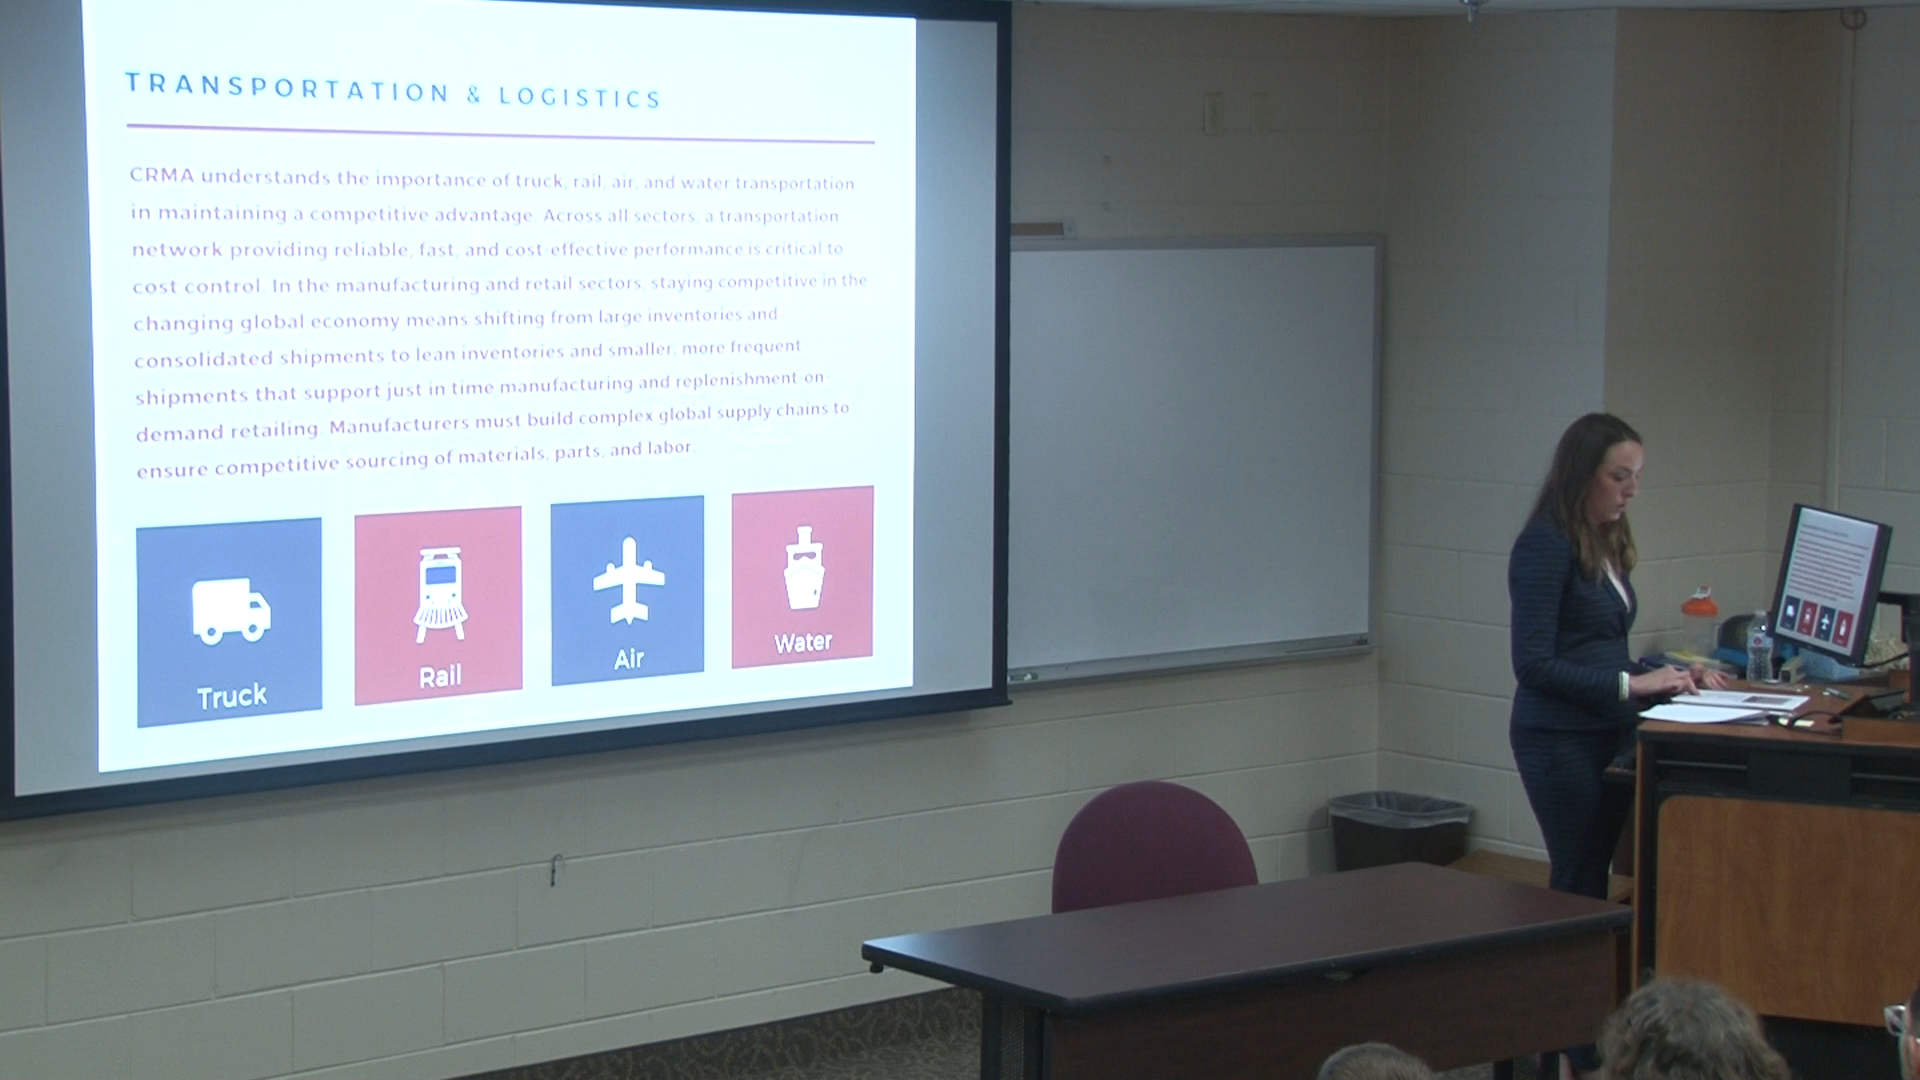 TRANSPORTATION & LOGISTICS
CRMA understands the importance of truck, rail, air, and water transportation
in maintaining a competitive advantage. Across all sectors, a transportation
network providing reliable, fast, and cost-effective performance is critical to
cost control. In the manufacturing and retail sectors, staying competitive in the
changing global economy means shifting from large inventories and
consolidated shipments to lean inventories and smaller, more frequent
shipments that support just in time manufacturing and replenishment-on
demand retailing. Manufacturers must build complex global supply chains to
ensure competitive sourcing of materials, parts, and labor.
Truck
Rail
Air
Water